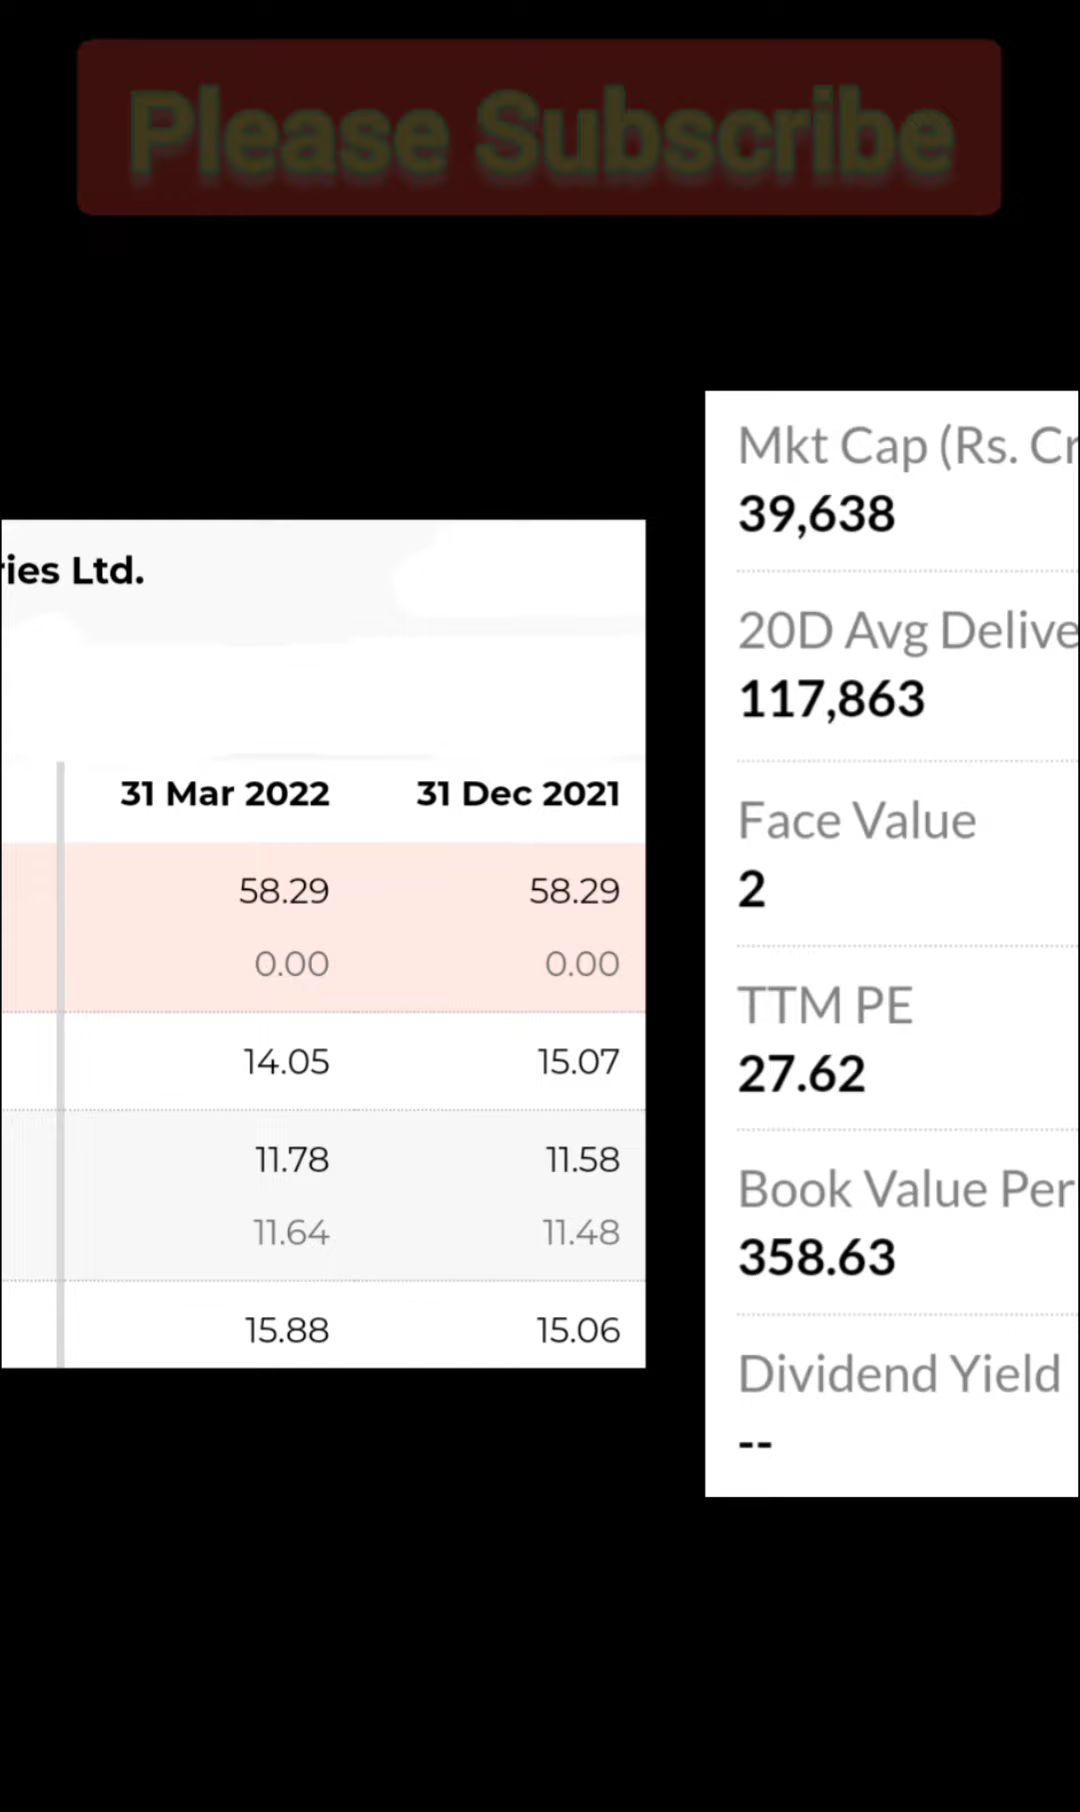 Please Subscribe
ries Ltd.
31 Mar 2022 31 Dec 2021
58.29 58.29
0.00 0.00
14.05 15.07
11.78 11.58
11.64 11.48
15.88 15.06
Mkt Cap (Rs. Cr
39,638
20D Avg Delive
117,863
Face Value
2
TTM PE
27.62
Book Value Per
358.63
Dividend Yield
--